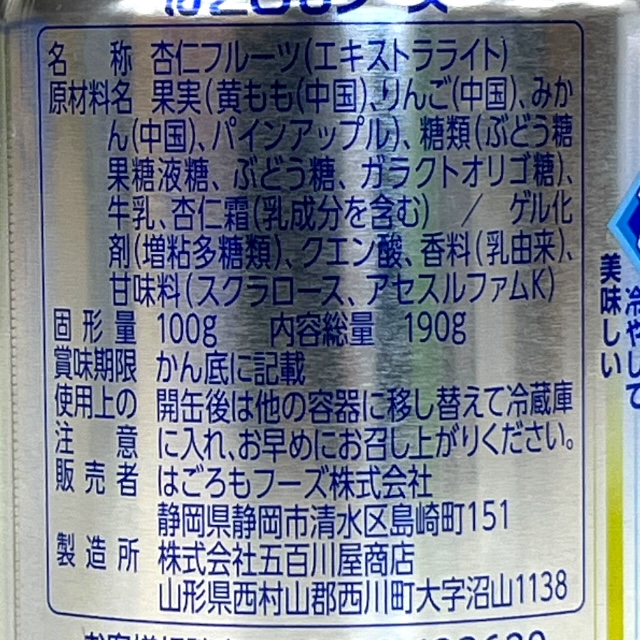 名称 杏仁フルーツ(エキストラライト)
原材料名 果実(黄もも(中国)、りんご(中国)、みか
ん(中国)、パインアップル)、糖類(ぶどう糖
果糖液糖、ぶどう糖、ガラクトオリゴ糖)、
牛乳、杏仁霜(乳成分を含む) / ゲル化
剤(増粘多糖類)、クエン酸、香料(乳由来)、
甘味料(スクラロース、アセスルファムK)
固形量 100g 内容総量 190g
賞味期限 かん底に記載
使用上の 開缶後は他の容器に移し替えて冷蔵庫
注意 に入れ、お早めにお召し上がりください。
販売者 はごろもフーズ株式会社
静岡県静岡市清水区島崎町151
製造所 株式会社五百川屋商店
山形県西村山郡西川町大字沼山1138
冷やして
美味しい